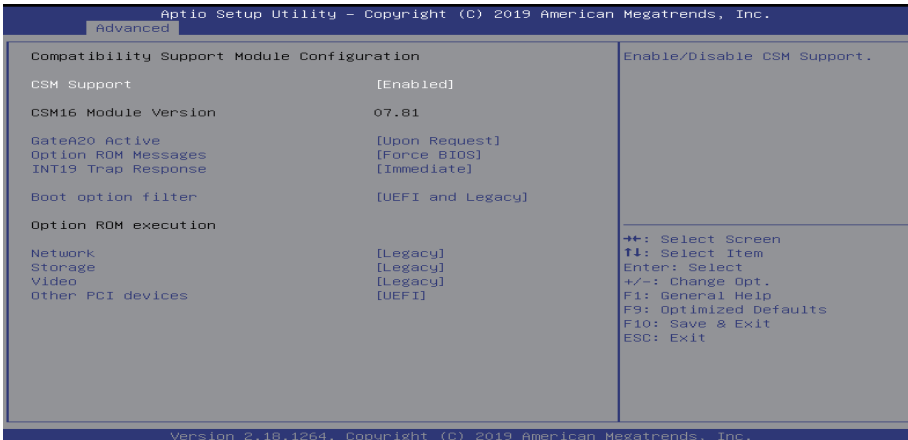 Aptio Setup Utility – Copyright (C) 2019 American Megatrends, Inc.
Advanced
Compatibility Support Module Configuration
CSM Support [Enabled]
CSM16 Module Version 07.81
GateA20 Active [Upon Request]
Option ROM Messages [Force BIOS]
INT19 Trap Response [Immediate]
Boot option filter [UEFI and Legacy]
Option ROM execution
Network [Legacy]
Storage [Legacy]
Video [Legacy]
Other PCI devices [UEFI]
Enable/Disable CSM Support.
→←: Select Screen
↑↓: Select Item
Enter: Select
+/-: Change Opt.
F1: General Help
F9: Optimized Defaults
F10: Save & Exit
ESC: Exit
Version 2.18.1264. Copyright (C) 2019 American Megatrends, Inc.